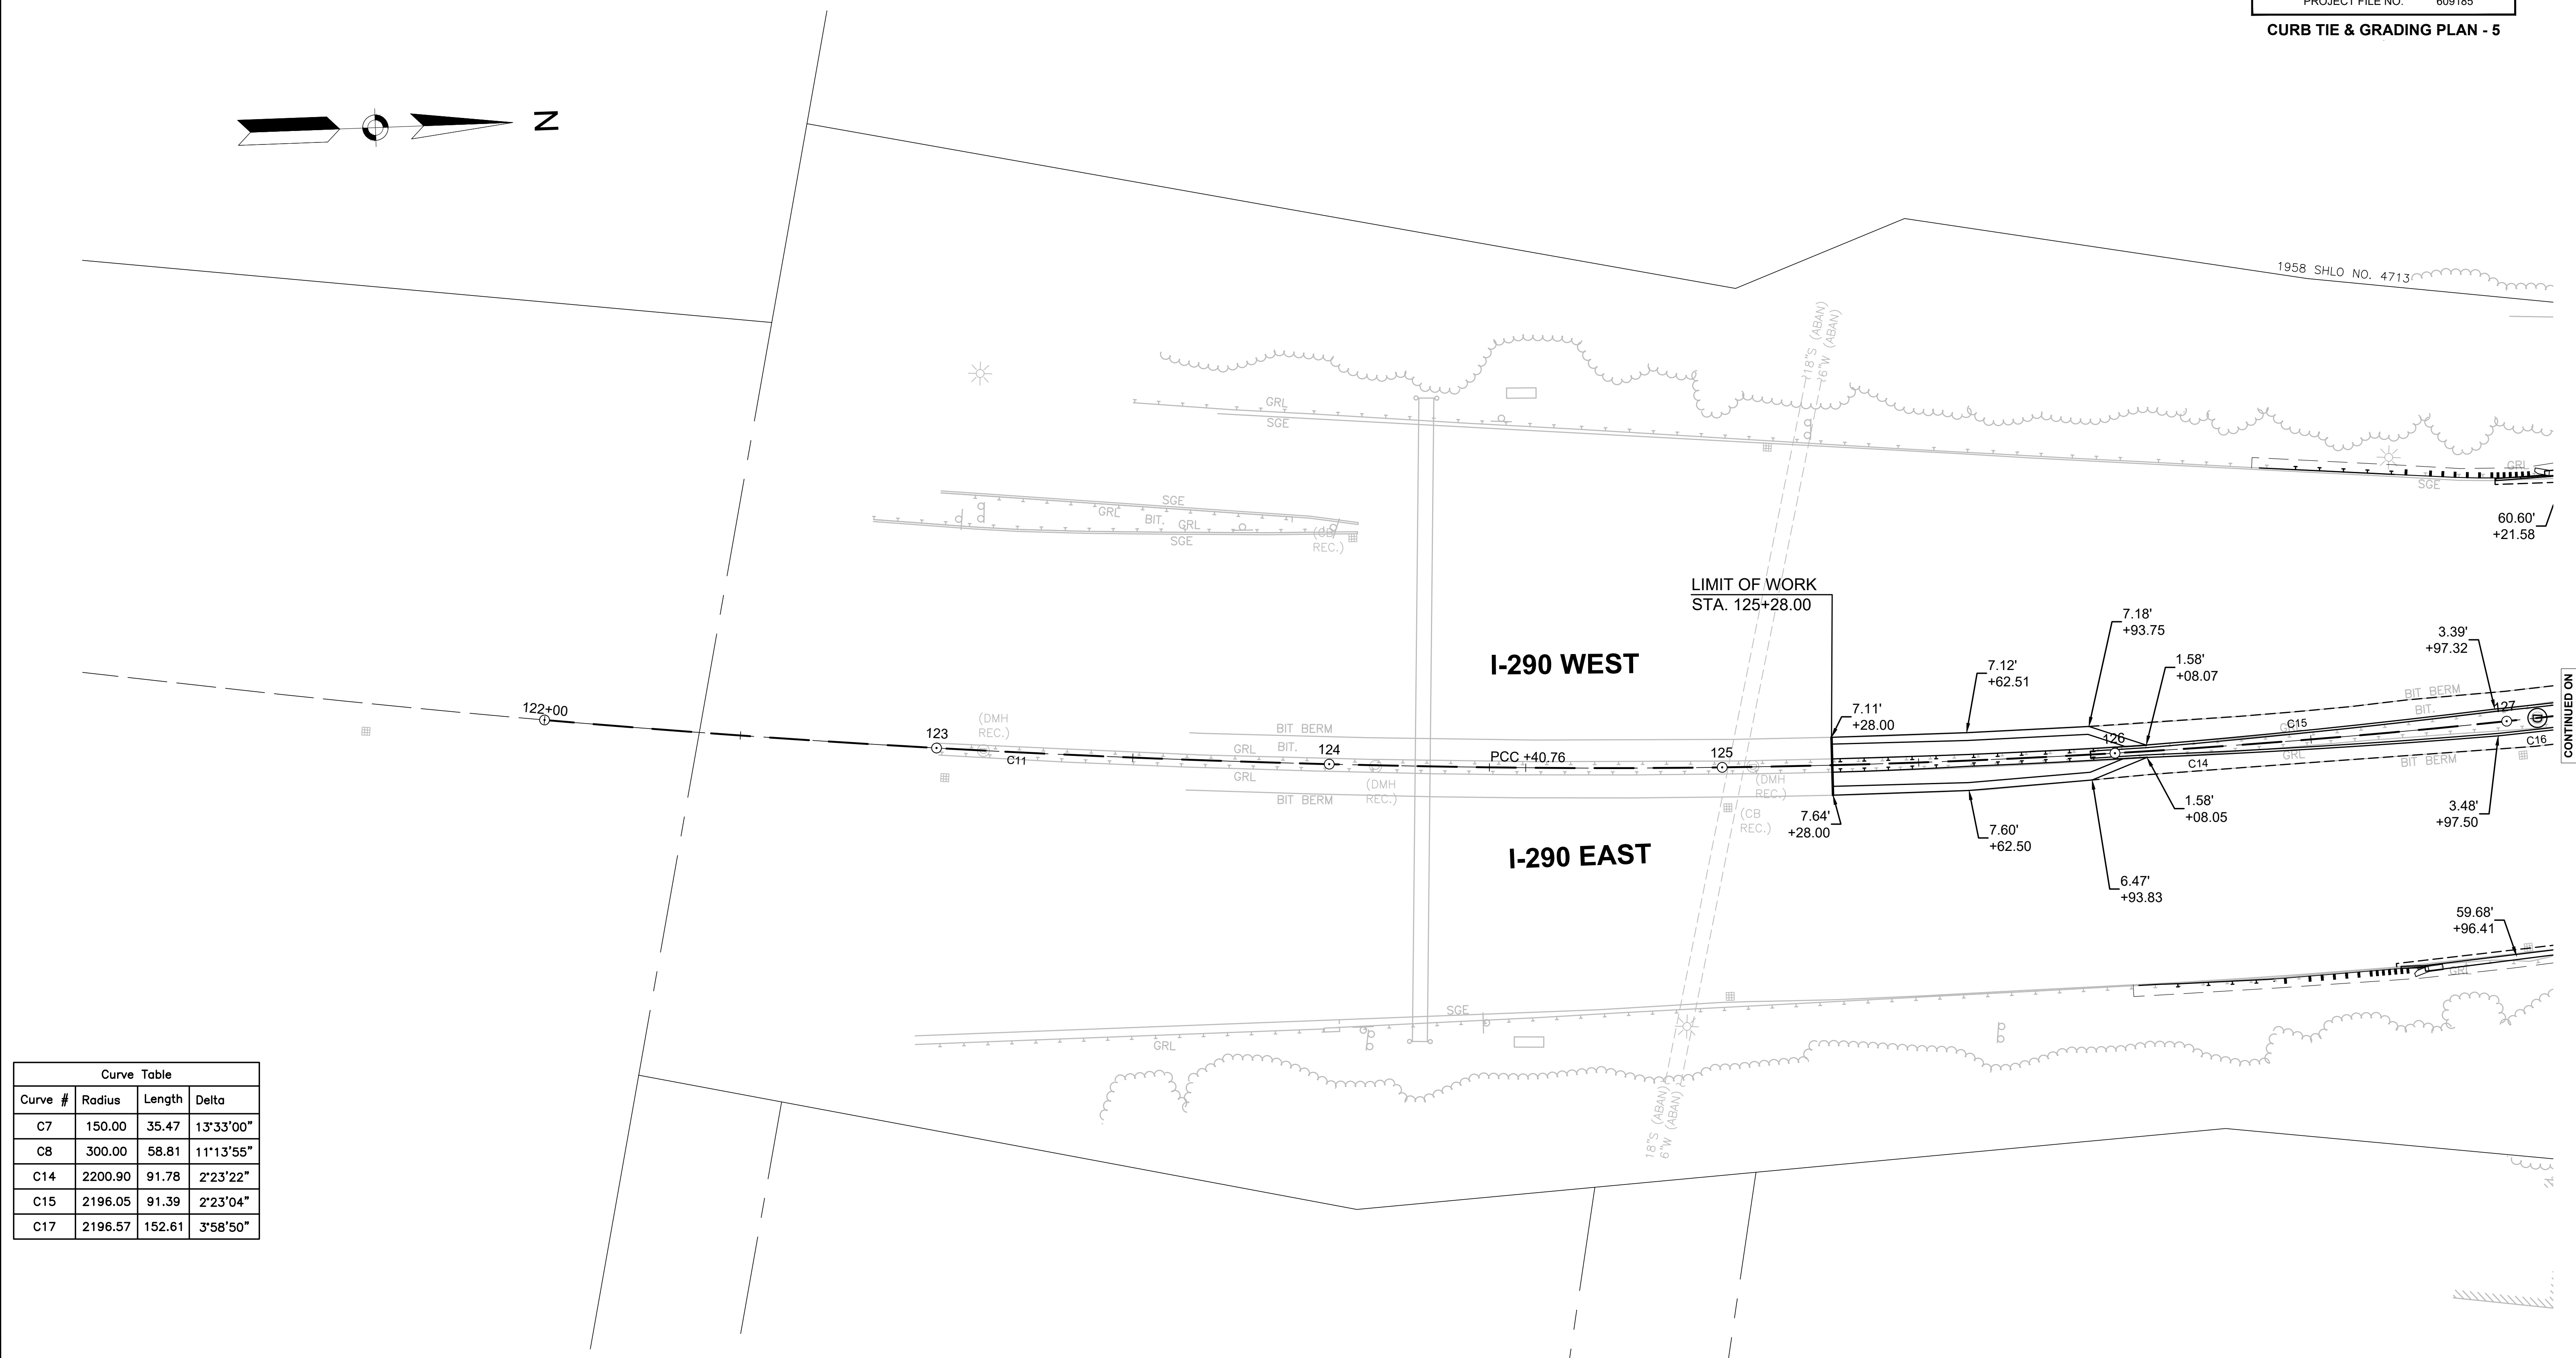 PROJECT FILE NO. 609185
CURB TIE & GRADING PLAN - 5
N
1958 SHLO NO. 4713
18"S (ABAN)
6"W (ABAN)
GRL
SGE
GRL
SGE
SGE
GRL
BIT.
GRL
SGE
(CB
REC.)
60.60'
+21.58
LIMIT OF WORK
STA. 125+28.00
7.18'
+93.75
3.39'
+97.32
I-290 WEST
7.12'
+62.51
1.58'
+08.07
CONTINUED ON
122+00
(DMH
REC.)
123
C11
BIT BERM
GRL
BIT.
124
GRL
BIT BERM
(DMH
REC.)
PCC +40.76
125
(DMH
REC.)
(CB
REC.)
7.11'
+28.00
126
C14
C15
GRL
GRL
BIT BERM
BIT.
127
C16
BIT BERM
7.64'
+28.00
7.60'
+62.50
1.58'
+08.05
3.48'
+97.50
I-290 EAST
6.47'
+93.83
59.68'
+96.41
GRL
SGE
GRL
18"S (ABAN)
6"W (ABAN)
Curve Table
Curve # Radius Length Delta
C7 150.00 35.47 13°33'00"
C8 300.00 58.81 11°13'55"
C14 2200.90 91.78 2°23'22"
C15 2196.05 91.39 2°23'04"
C17 2196.57 152.61 3°58'50"